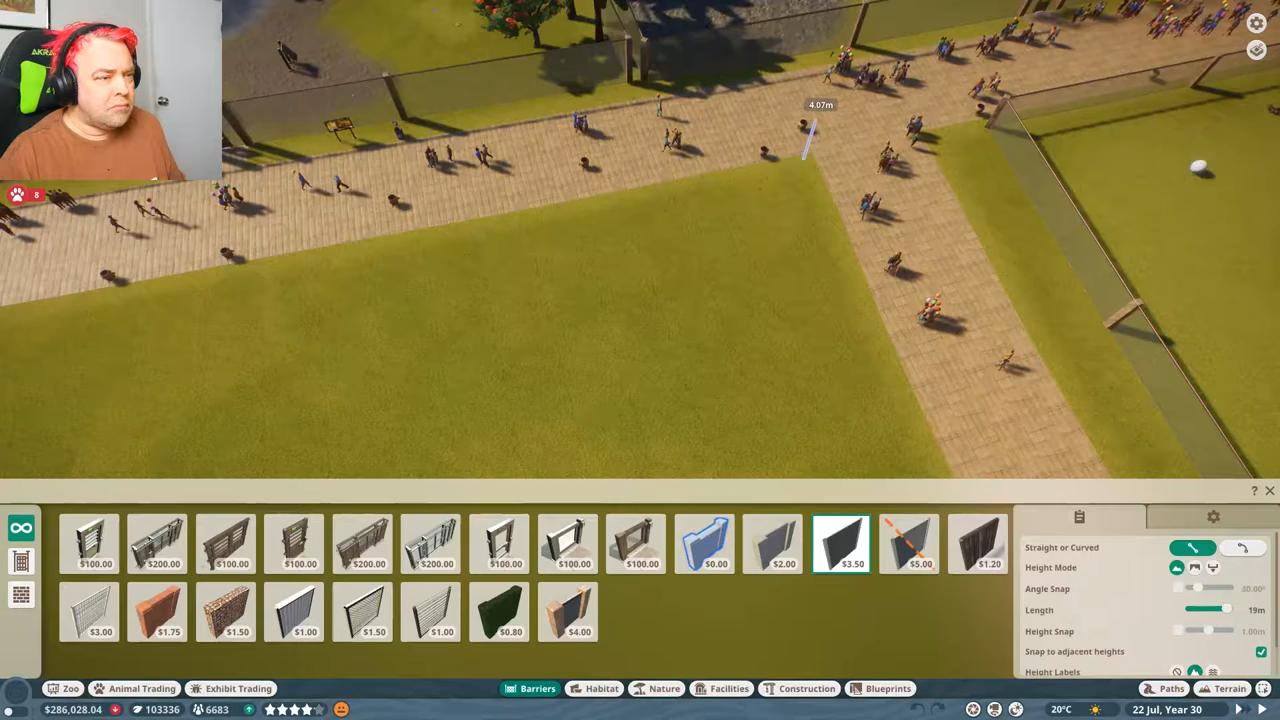 AKRA
4.07m
8
? ×
$100.00 $200.00 $100.00 $100.00 $200.00 $200.00 $100.00 $100.00 $100.00 $0.00 $2.00 $3.50 $5.00 $1.20
$3.00 $1.75 $1.50 $1.00 $1.50 $1.00 $0.80 $4.00
Straight or Curved
Height Mode
Angle Snap 30.00°
Length 19m
Height Snap 1.00m
Snap to adjacent heights
Height Labels
Zoo Animal Trading Exhibit Trading Barriers Habitat Nature Facilities Construction Blueprints Paths Terrain
$286,028.04 103336 6683 20°C 22 Jul, Year 30